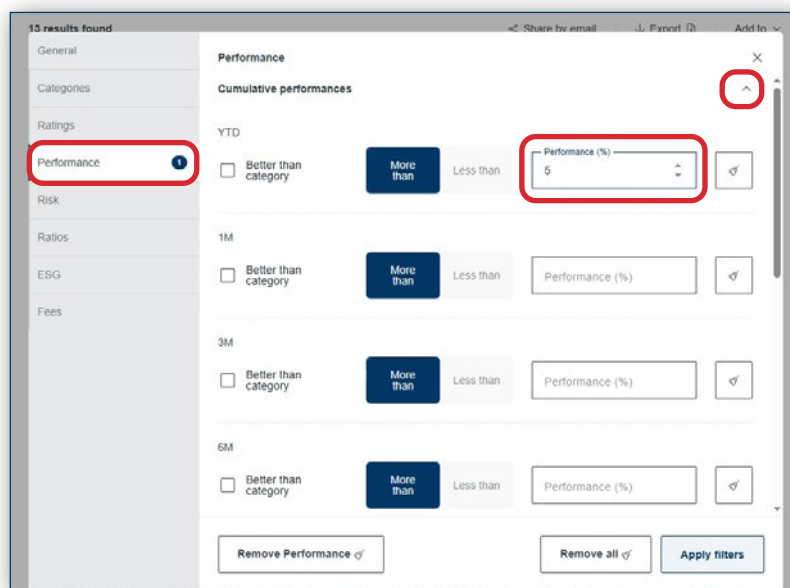 13 results found
Share by email
Export
Add to
General
Categories
Ratings
Performance 1
Risk
Ratios
ESG
Fees
Performance
Cumulative performances
YTD
Better than
category
More
than
Less than
Performance (%)
5
1M
Better than
category
More
than
Less than
Performance (%)
3M
Better than
category
More
than
Less than
Performance (%)
6M
Better than
category
More
than
Less than
Performance (%)
Remove Performance
Remove all
Apply filters